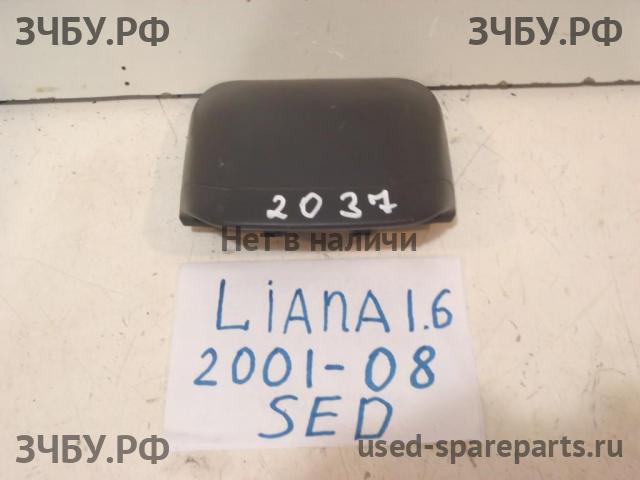 ЗЧБУ.РФ
ЗЧБУ.РФ
2037
Нет в наличи
LIANA 1.6
2001-08
SED
ЗЧБУ.РФ
used-spareparts.ru